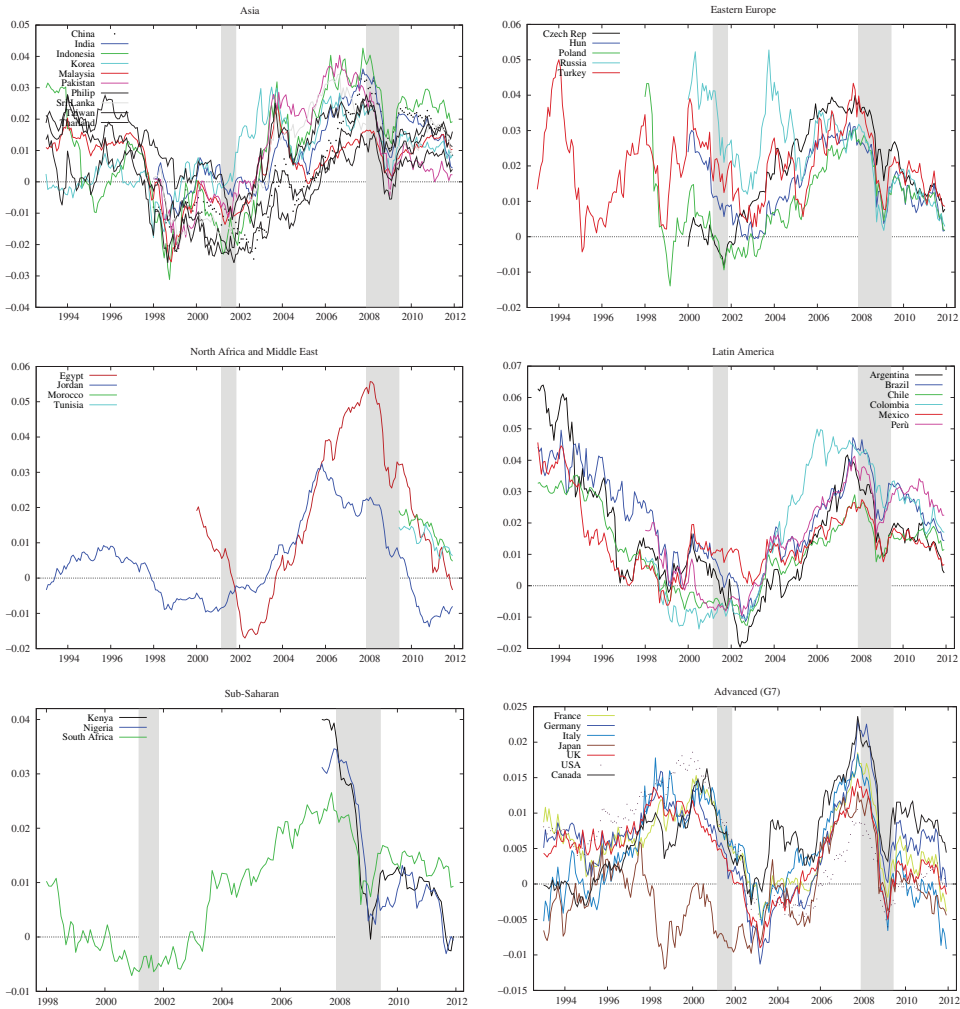 Asia
0.05
0.04
0.03
0.02
0.01
0
−0.01
−0.02
−0.03
−0.04
China
India
Indonesia
Korea
Malaysia
Pakistan
Philip
Sri Lanka
Taiwan
Thailand
1994 1996 1998 2000 2002 2004 2006 2008 2010 2012
Eastern Europe
0.06
0.05
0.04
0.03
0.02
0.01
0
−0.01
−0.02
Czech Rep
Hun
Poland
Russia
Turkey
1994 1996 1998 2000 2002 2004 2006 2008 2010 2012
North Africa and Middle East
0.06
0.05
0.04
0.03
0.02
0.01
0
−0.01
−0.02
Egypt
Jordan
Morocco
Tunisia
1994 1996 1998 2000 2002 2004 2006 2008 2010 2012
Latin America
0.07
0.06
0.05
0.04
0.03
0.02
0.01
0
−0.01
−0.02
Argentina
Brazil
Chile
Colombia
Mexico
Perù
1994 1996 1998 2000 2002 2004 2006 2008 2010 2012
Sub-Saharan
0.04
0.03
0.02
0.01
0
−0.01
Kenya
Nigeria
South Africa
1998 2000 2002 2004 2006 2008 2010 2012
Advanced (G7)
0.025
0.02
0.015
0.01
0.005
0
−0.005
−0.01
−0.015
France
Germany
Italy
Japan
UK
USA
Canada
1994 1996 1998 2000 2002 2004 2006 2008 2010 2012